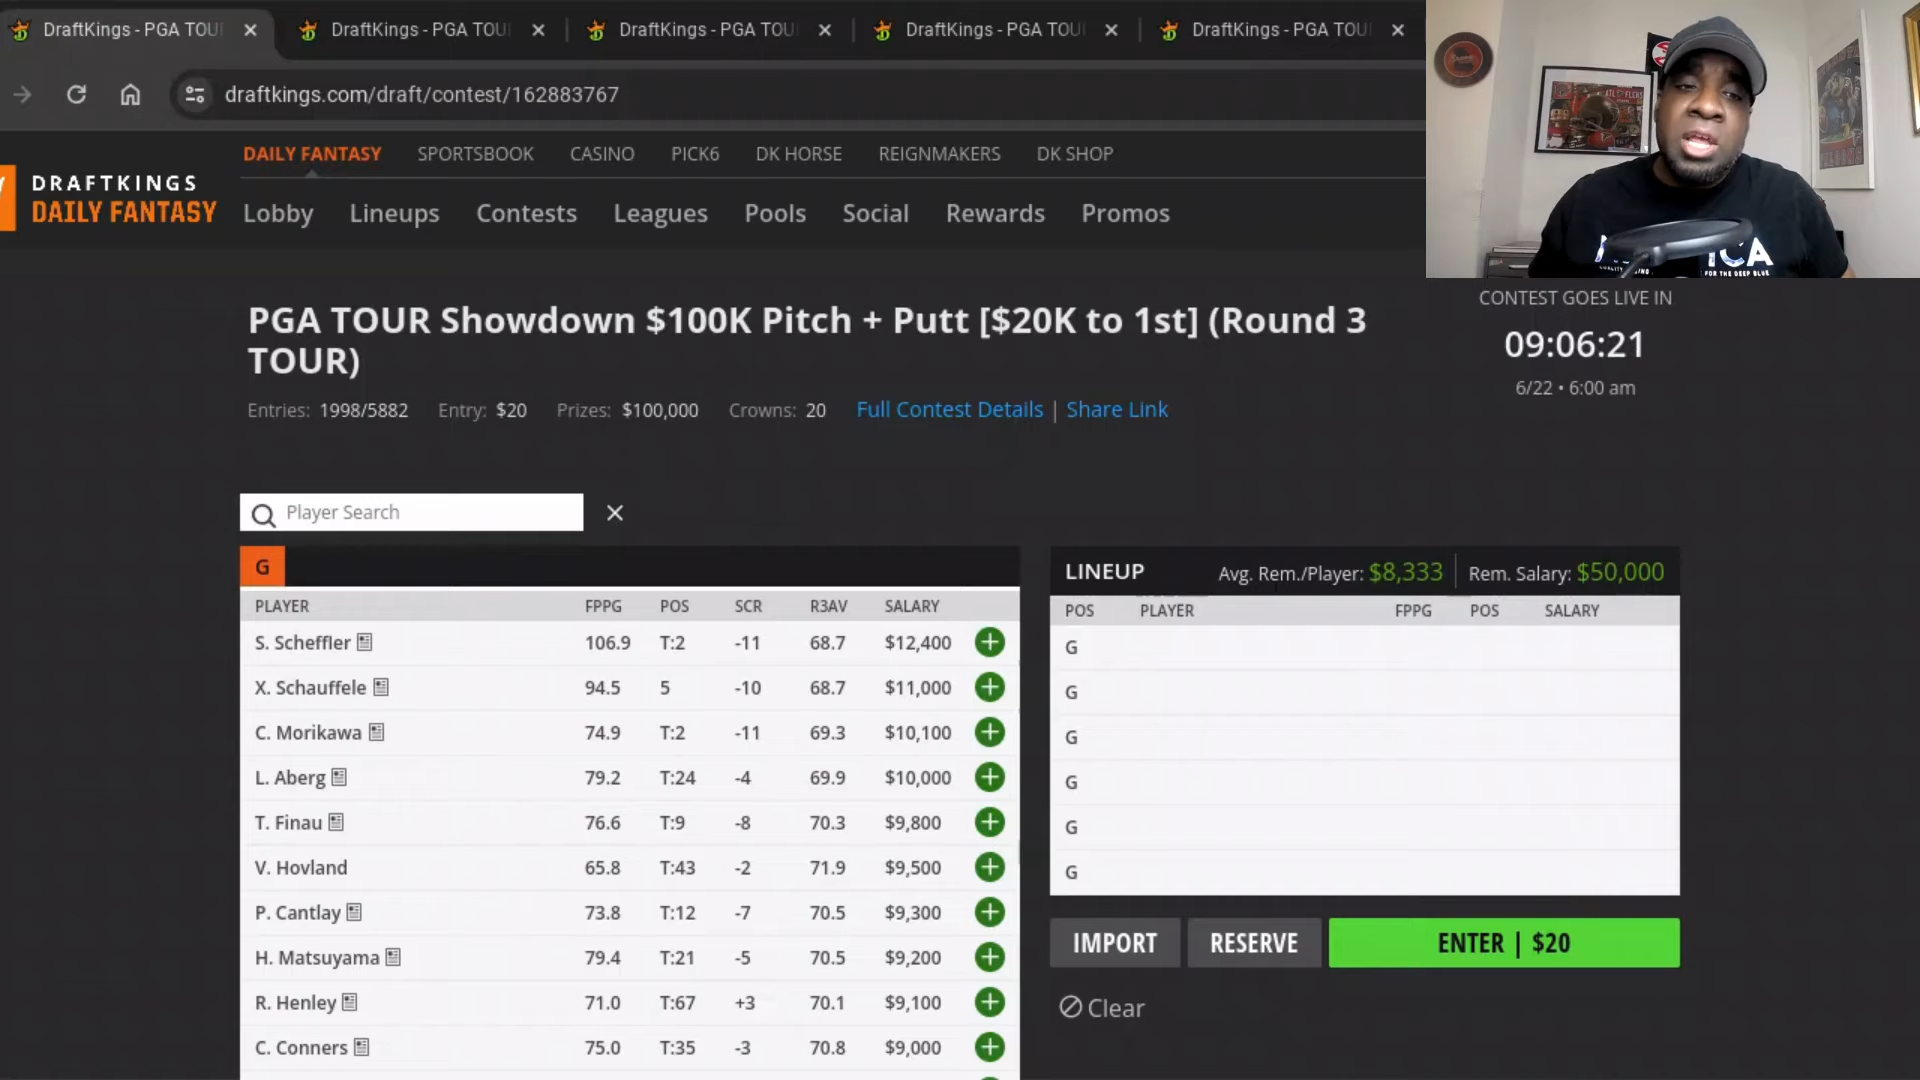 DraftKings - PGA TOU
DraftKings - PGA TOU
DraftKings - PGA TOU
DraftKings - PGA TOU
DraftKings - PGA TOU
draftkings.com/draft/contest/162883767
DAILY FANTASY SPORTSBOOK CASINO PICK6 DK HORSE REIGNMAKERS DK SHOP
DRAFTKINGS
DAILY FANTASY
Lobby Lineups Contests Leagues Pools Social Rewards Promos
FOR THE DEEP BLUE
PGA TOUR Showdown $100K Pitch + Putt [$20K to 1st] (Round 3
TOUR)
Entries: 1998/5882 Entry: $20 Prizes: $100,000 Crowns: 20 Full Contest Details | Share Link
CONTEST GOES LIVE IN
09:06:21
6/22 • 6:00 am
Player Search
G
PLAYER FPPG POS SCR R3AV SALARY
S. Scheffler 106.9 T:2 -11 68.7 $12,400
X. Schauffele 94.5 5 -10 68.7 $11,000
C. Morikawa 74.9 T:2 -11 69.3 $10,100
L. Aberg 79.2 T:24 -4 69.9 $10,000
T. Finau 76.6 T:9 -8 70.3 $9,800
V. Hovland 65.8 T:43 -2 71.9 $9,500
P. Cantlay 73.8 T:12 -7 70.5 $9,300
H. Matsuyama 79.4 T:21 -5 70.5 $9,200
R. Henley 71.0 T:67 +3 70.1 $9,100
C. Conners 75.0 T:35 -3 70.8 $9,000
LINEUP Avg. Rem./Player: $8,333 Rem. Salary: $50,000
POS PLAYER FPPG POS SALARY
G
G
G
G
G
G
IMPORT RESERVE ENTER | $20
Clear